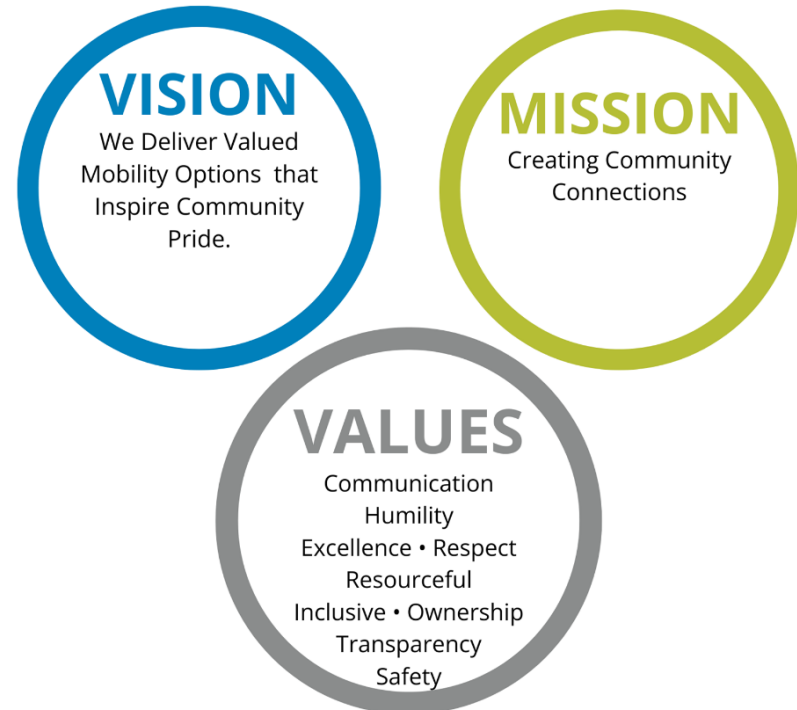 VISION
We Deliver Valued
Mobility Options that
Inspire Community
Pride.
MISSION
Creating Community
Connections
VALUES
Communication
Humility
Excellence • Respect
Resourceful
Inclusive • Ownership
Transparency
Safety